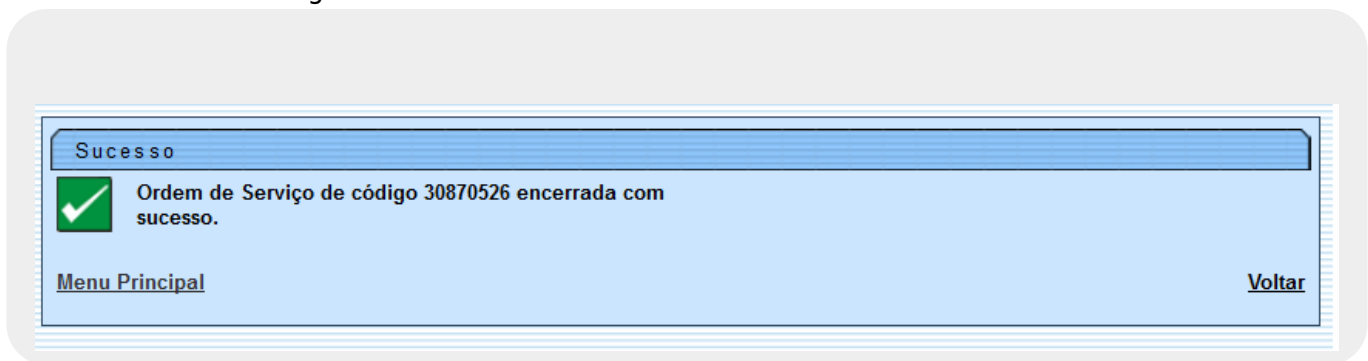 Sucesso
Ordem de Serviço de código 30870526 encerrada com
sucesso.
Menu Principal
Voltar